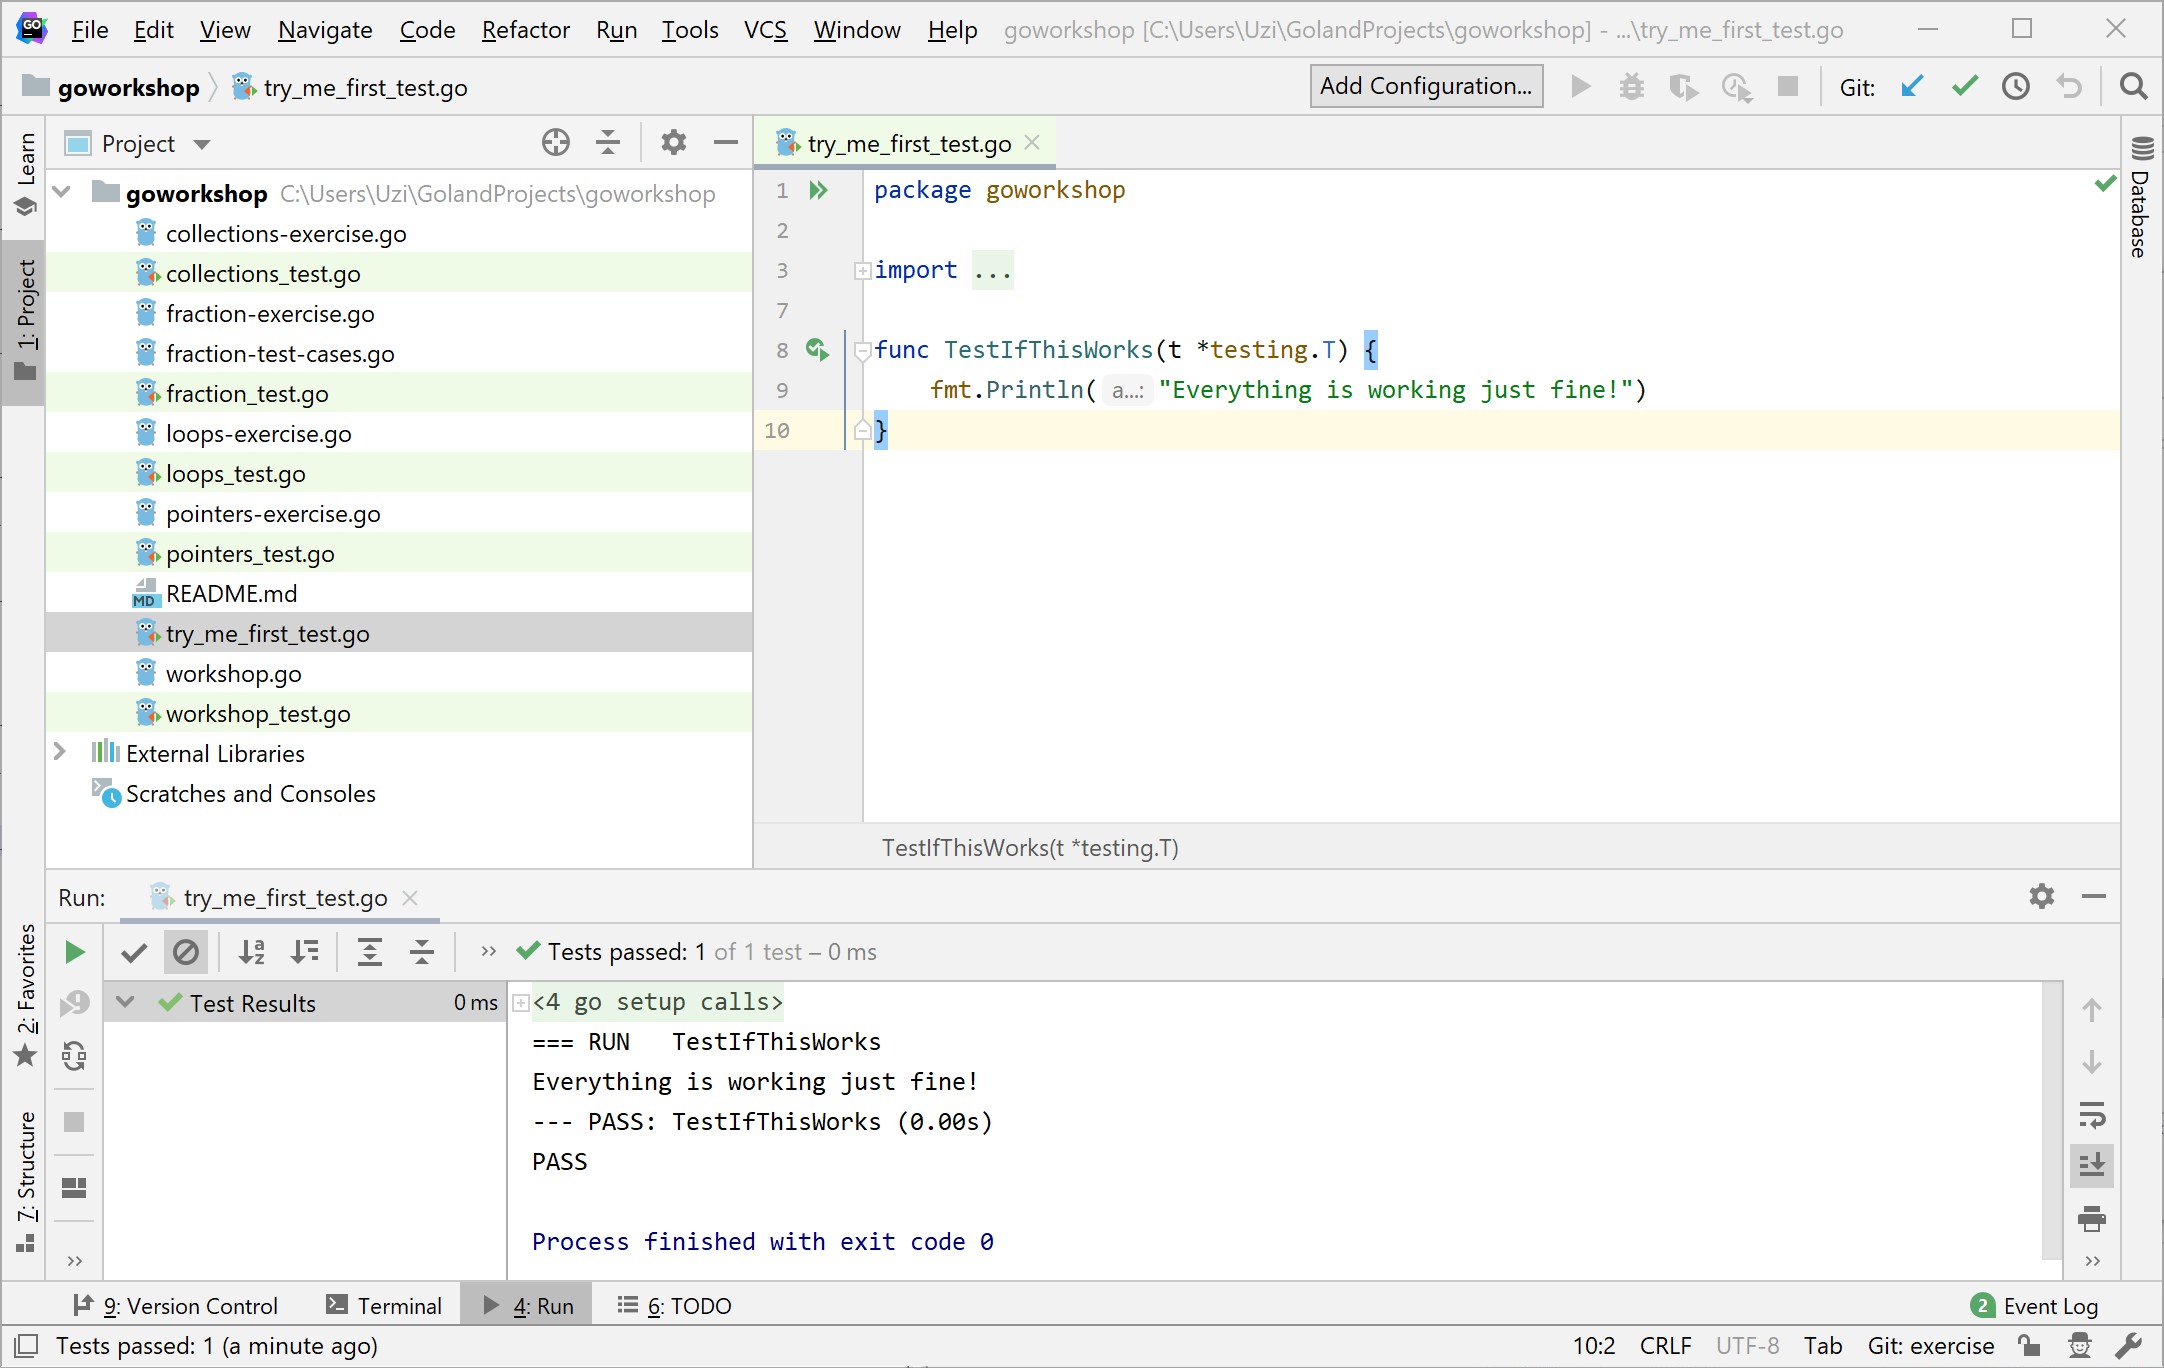 File Edit View Navigate Code Refactor Run Tools VCS Window Help goworkshop [C:\Users\Uzi\GolandProjects\goworkshop] - ...\try_me_first_test.go
goworkshop try_me_first_test.go Add Configuration... Git:
Learn
1: Project
2: Favorites
7: Structure
Project
goworkshop C:\Users\Uzi\GolandProjects\goworkshop
collections-exercise.go
collections_test.go
fraction-exercise.go
fraction-test-cases.go
fraction_test.go
loops-exercise.go
loops_test.go
pointers-exercise.go
pointers_test.go
MD README.md
try_me_first_test.go
workshop.go
workshop_test.go
External Libraries
Scratches and Consoles
try_me_first_test.go
1 package goworkshop
2
3 import ...
7
8 func TestIfThisWorks(t *testing.T) {
9 fmt.Println( a...: "Everything is working just fine!")
10 }
TestIfThisWorks(t *testing.T)
Database
Run: try_me_first_test.go
Tests passed: 1 of 1 test – 0 ms
Test Results 0 ms
<4 go setup calls>
=== RUN   TestIfThisWorks
Everything is working just fine!
--- PASS: TestIfThisWorks (0.00s)
PASS
Process finished with exit code 0
9: Version Control Terminal 4: Run 6: TODO 2 Event Log
Tests passed: 1 (a minute ago) 10:2 CRLF UTF-8 Tab Git: exercise